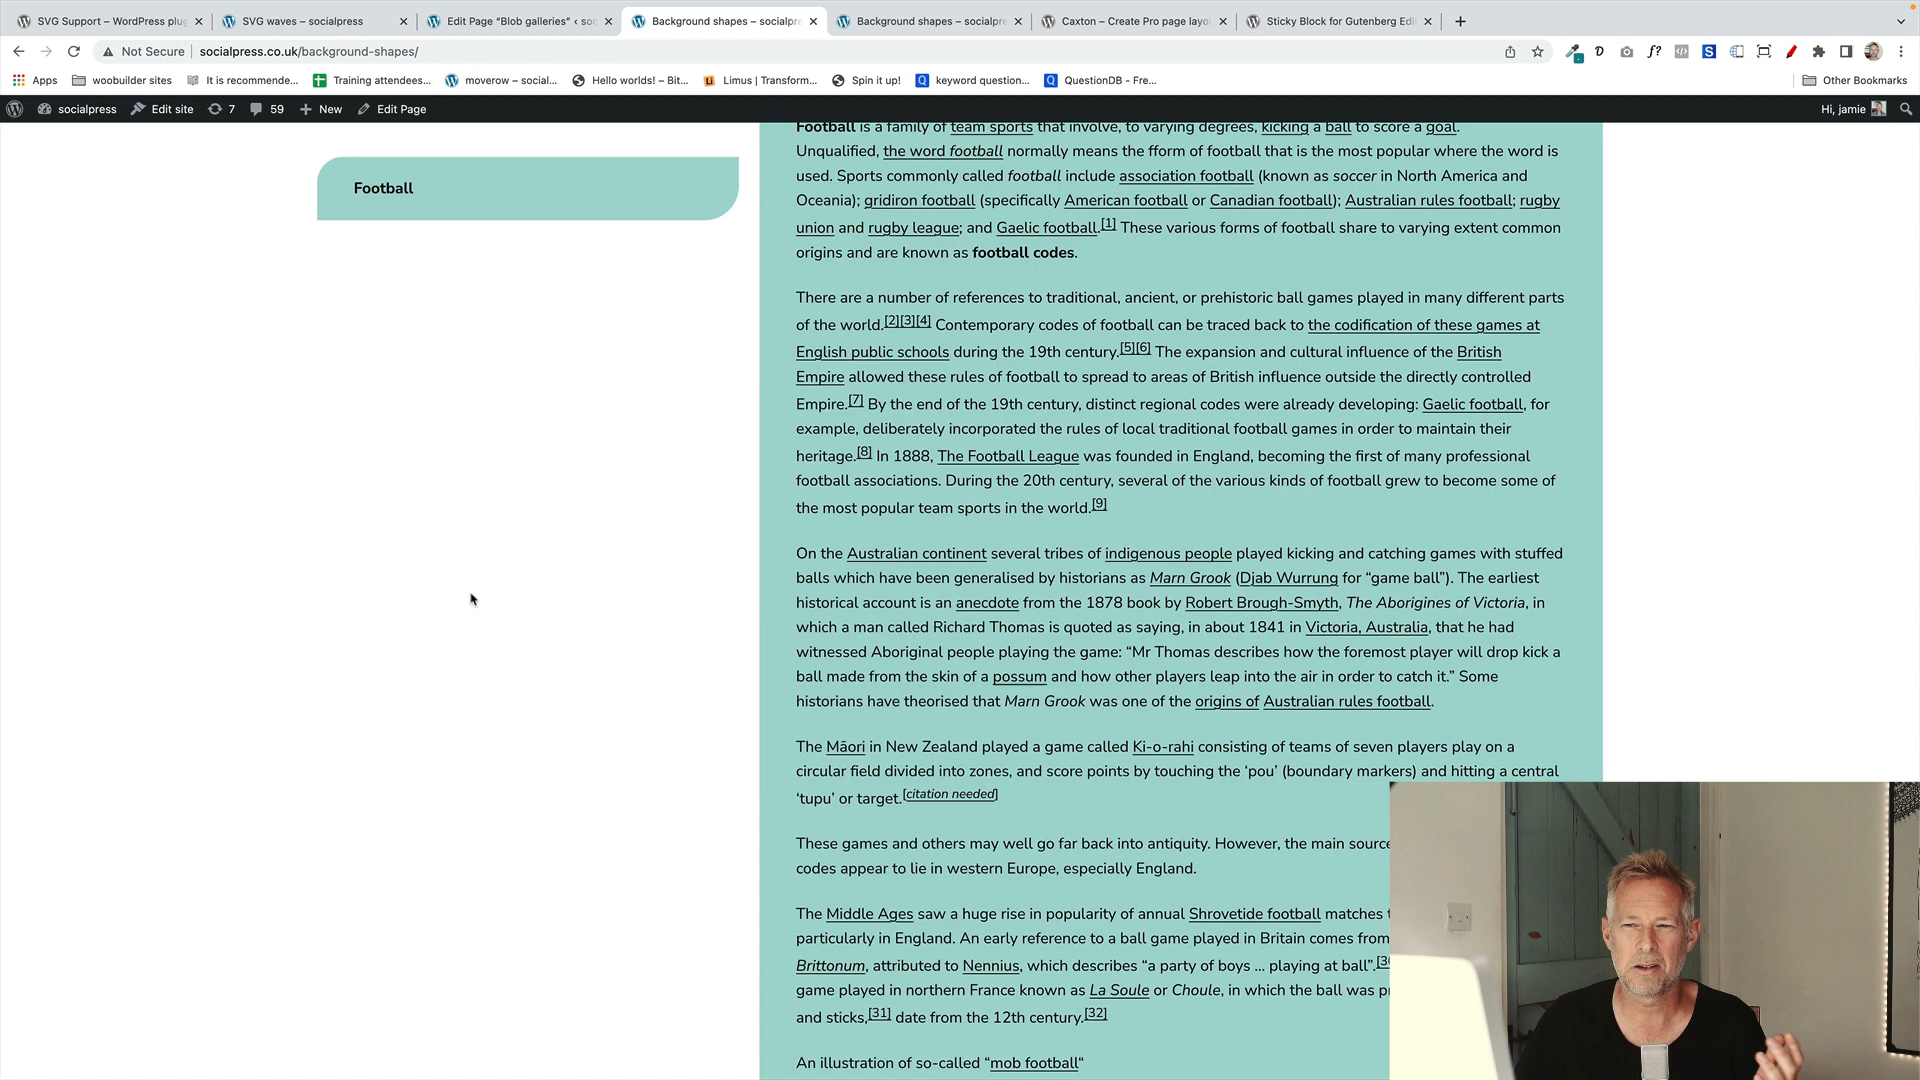 SVG Support – WordPress plug
SVG waves – socialpress
Edit Page “Blob galleries” ‹ soc
Background shapes – socialpre
Background shapes – socialpre
Caxton – Create Pro page layou
Sticky Block for Gutenberg Edi
Not Secure
socialpress.co.uk/background-shapes/
Apps
woobuilder sites
It is recommende...
Training attendees...
moverow – social...
Hello worlds! – Bit...
Limus | Transform...
Spin it up!
keyword question...
QuestionDB - Fre...
Other Bookmarks
socialpress
Edit site
7
59
New
Edit Page
Hi, jamie
Football
Football is a family of team sports that involve, to varying degrees, kicking a ball to score a goal.
Unqualified, the word football normally means the fform of football that is the most popular where the word is
used. Sports commonly called football include association football (known as soccer in North America and
Oceania); gridiron football (specifically American football or Canadian football); Australian rules football; rugby
union and rugby league; and Gaelic football.[1] These various forms of football share to varying extent common
origins and are known as football codes.
There are a number of references to traditional, ancient, or prehistoric ball games played in many different parts
of the world.[2][3][4] Contemporary codes of football can be traced back to the codification of these games at
English public schools during the 19th century.[5][6] The expansion and cultural influence of the British
Empire allowed these rules of football to spread to areas of British influence outside the directly controlled
Empire.[7] By the end of the 19th century, distinct regional codes were already developing: Gaelic football, for
example, deliberately incorporated the rules of local traditional football games in order to maintain their
heritage.[8] In 1888, The Football League was founded in England, becoming the first of many professional
football associations. During the 20th century, several of the various kinds of football grew to become some of
the most popular team sports in the world.[9]
On the Australian continent several tribes of indigenous people played kicking and catching games with stuffed
balls which have been generalised by historians as Marn Grook (Djab Wurrung for “game ball”). The earliest
historical account is an anecdote from the 1878 book by Robert Brough-Smyth, The Aborigines of Victoria, in
which a man called Richard Thomas is quoted as saying, in about 1841 in Victoria, Australia, that he had
witnessed Aboriginal people playing the game: “Mr Thomas describes how the foremost player will drop kick a
ball made from the skin of a possum and how other players leap into the air in order to catch it.” Some
historians have theorised that Marn Grook was one of the origins of Australian rules football.
The Māori in New Zealand played a game called Ki-o-rahi consisting of teams of seven players play on a
circular field divided into zones, and score points by touching the ‘pou’ (boundary markers) and hitting a central
‘tupu’ or target.[citation needed]
These games and others may well go far back into antiquity. However, the main source
codes appear to lie in western Europe, especially England.
The Middle Ages saw a huge rise in popularity of annual Shrovetide football matches
particularly in England. An early reference to a ball game played in Britain comes from
Brittonum, attributed to Nennius, which describes “a party of boys ... playing at ball”.
game played in northern France known as La Soule or Choule, in which the ball was
and sticks,[31] date from the 12th century.[32]
An illustration of so-called “mob football“